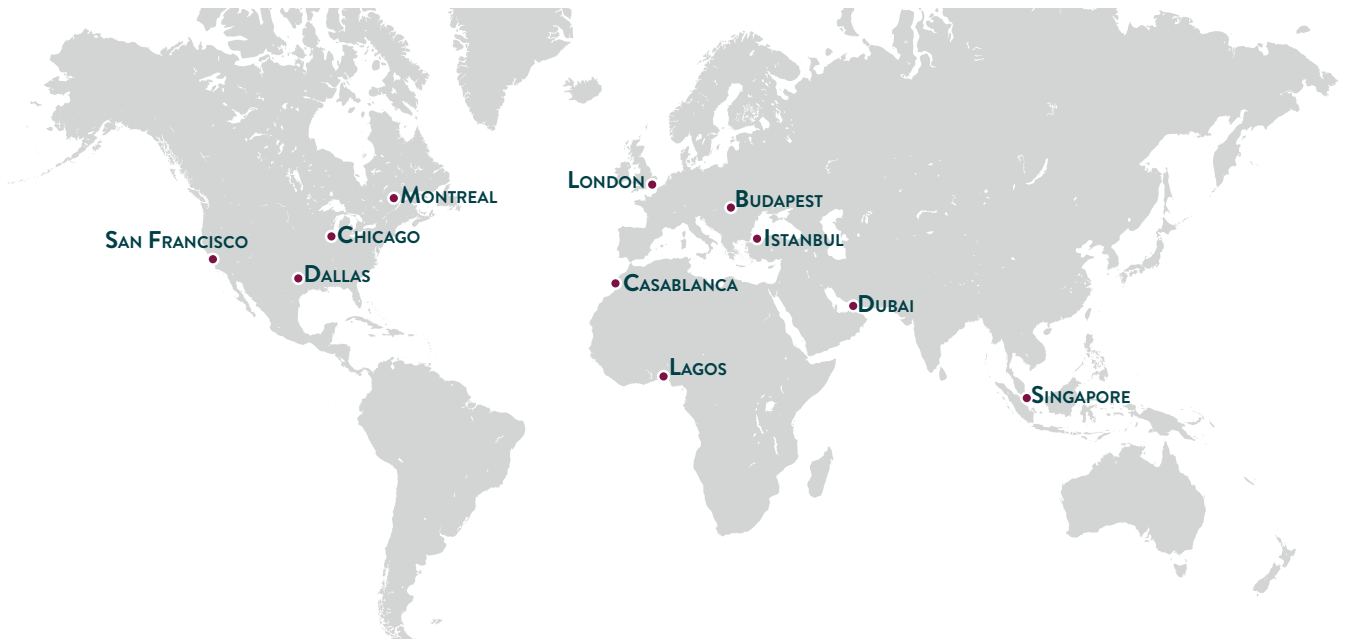 London
Montreal
Budapest
Chicago
San Francisco
Istanbul
Dallas
Casablanca
Dubai
Lagos
Singapore